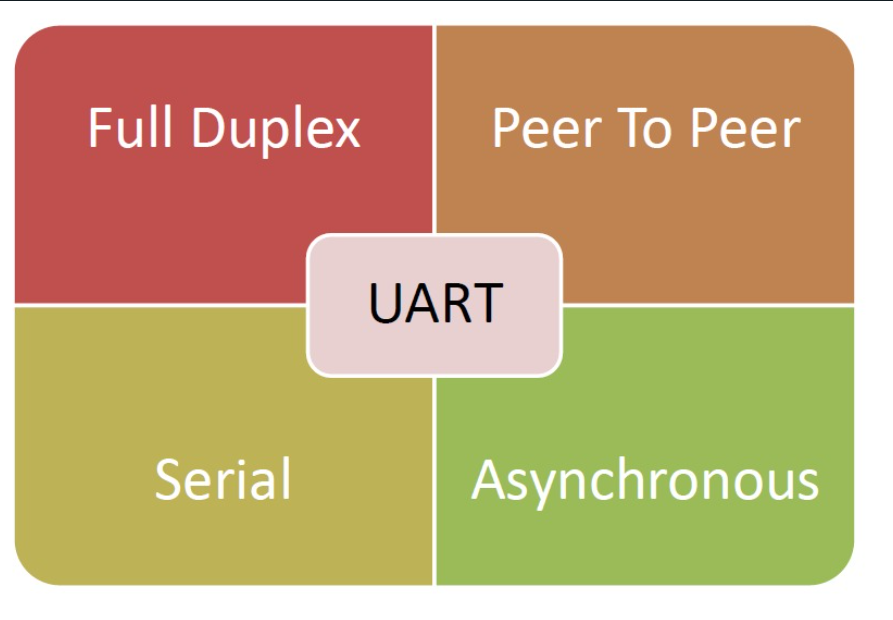 Full Duplex
Peer To Peer
UART
Serial
Asynchronous